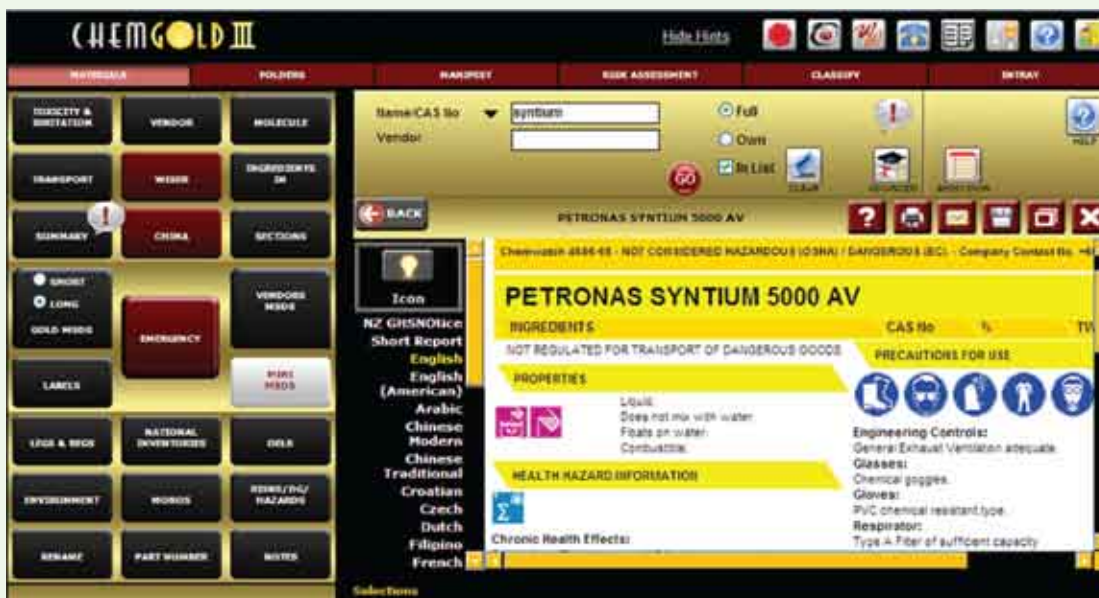 CHEMGOLD III
Hide Hints
MATERIALS FOLDERS MANIFEST RISK ASSESSMENT CLASSIFY INTRAY
TOXICITY & IRRITATION VENDOR MOLECULE
TRANSPORT WISER INGREDIENTS IN
SUMMARY CHINA SECTIONS
SHORT
LONG
GOLD MSDS
EMERGENCY
VENDORS MSDS
LABELS
MINI MSDS
LEGS & REGS NATIONAL INVENTORIES OELS
ENVIRONMENT MONOS HAZARDS
RENAME PART NUMBER NOTES
Name/CAS No syntium Full
Vendor Own
GO In List CLEAR ADVANCED HELP
BACK PETRONAS SYNTIUM 5000 AV
Icon
NZ GHSNOtice
Short Report
English
English (American)
Arabic
Chinese Modern
Chinese Traditional
Croatian
Czech
Dutch
Filipino
French
Selections
NOT CONSIDERED HAZARDOUS (OSHA) / DANGEROUS (EC). - Company Contact No.
PETRONAS SYNTIUM 5000 AV
INGREDIENTS CAS No % TW
NOT REGULATED FOR TRANSPORT OF DANGEROUS GOODS
PROPERTIES
Liquid.
Does not mix with water.
Floats on water.
Combustible.
HEALTH HAZARD INFORMATION
Chronic Health Effects:
PRECAUTIONS FOR USE
Engineering Controls:
General Exhaust Ventilation adequate.
Glasses:
Chemical goggles.
Gloves:
PVC chemical resistant type.
Respirator:
Type A Filter of sufficient capacity